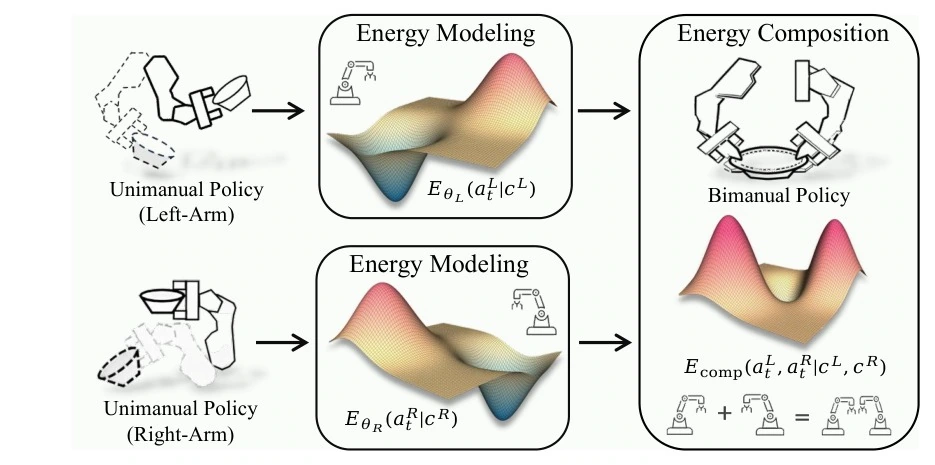 Energy Modeling
E_{θ_L}(a_t^L|c^L)
Unimanual Policy
(Left-Arm)
Energy Modeling
E_{θ_R}(a_t^R|c^R)
Unimanual Policy
(Right-Arm)
Energy Composition
Bimanual Policy
E_{comp}(a_t^L, a_t^R|c^L, c^R)
+ =